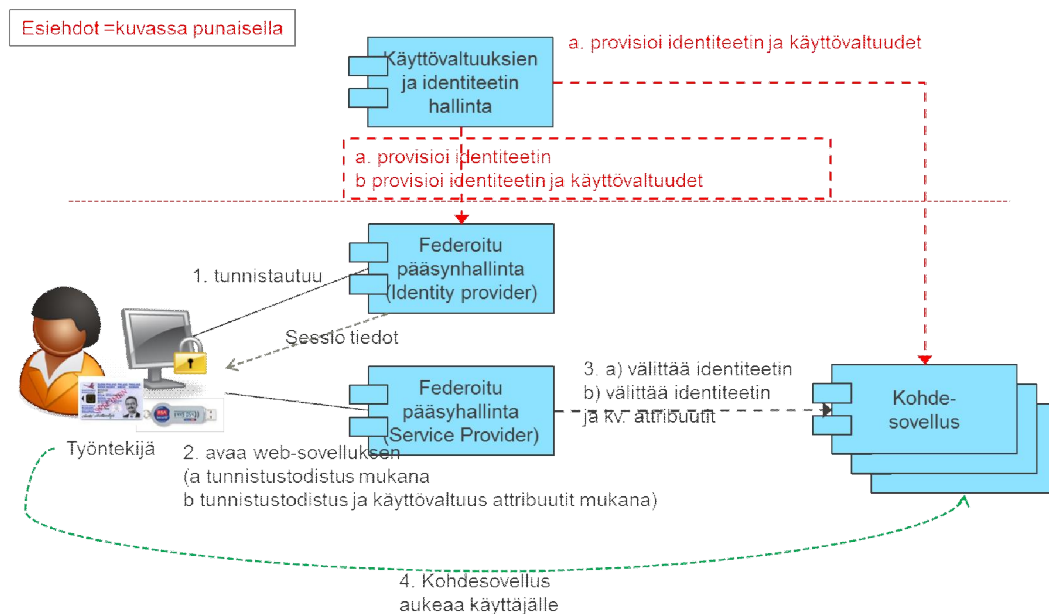 Esiehdot =kuvassa punaisella
Käyttövaltuuksien
ja identiteetin
hallinta
a. provisioi identiteetin ja käyttövaltuudet
a. provisioi identiteetin
b provisioi identiteetin ja käyttövaltuudet
Federoitu
pääsynhallinta
(Identity provider)
1. tunnistautuu
Sessio tiedot
Federoitu
pääsyhallinta
(Service Provider)
3. a) välittää identiteetin
b) välittää identiteetin
ja kv. attribuutit
Kohde-
sovellus
Työntekijä
2. avaa web-sovelluksen
(a tunnistustodistus mukana
b tunnistustodistus ja käyttövaltuus attribuutit mukana)
4. Kohdesovellus
aukeaa käyttäjälle